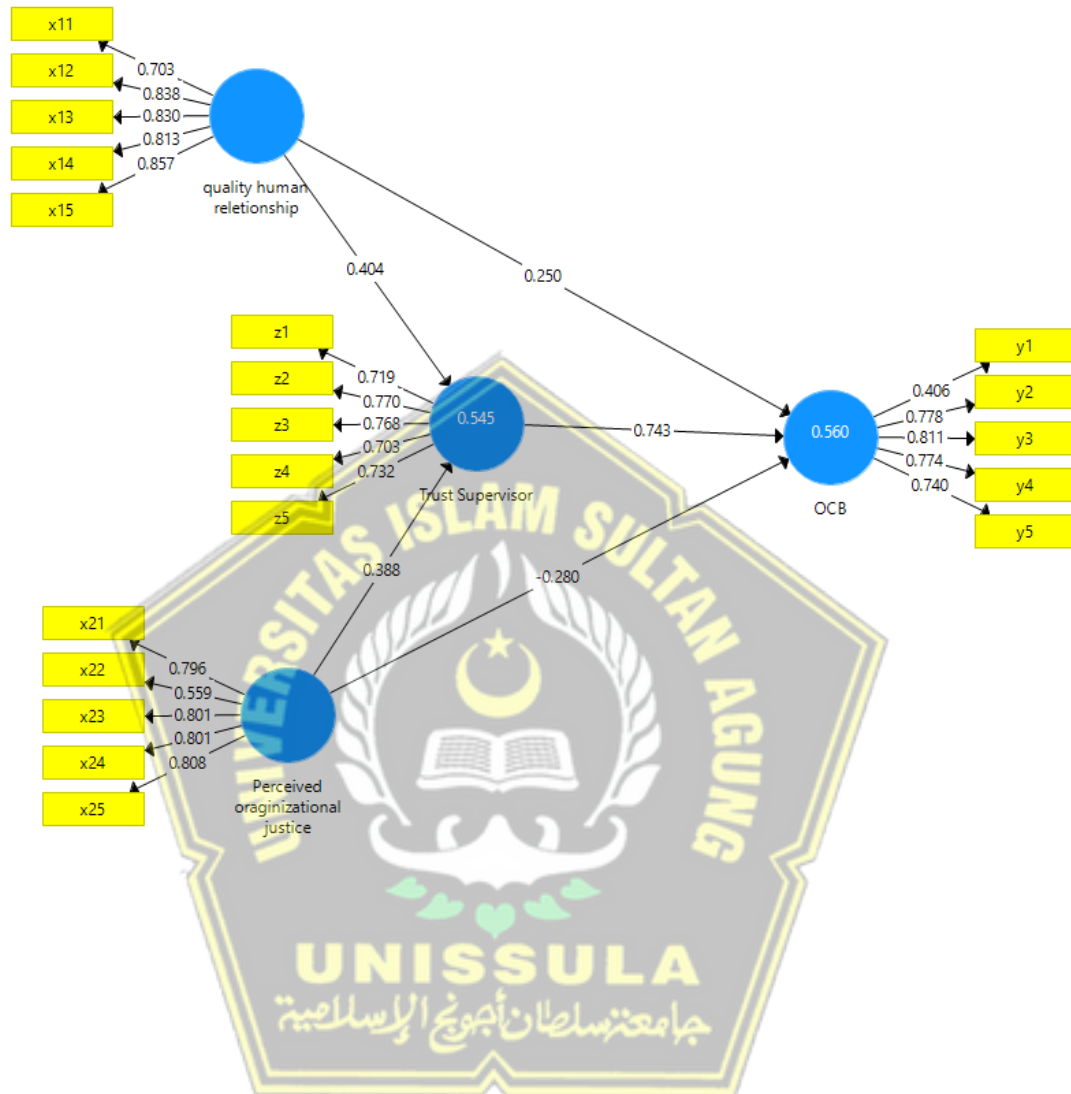 x11
x12
x13
x14
x15
0.703
0.838
0.830
0.813
0.857
quality human
reletionship
0.404
0.250
z1
z2
z3
z4
z5
0.719
0.770
0.768
0.703
0.732
0.545
Trust Supervisor
0.743
0.560
OCB
y1
y2
y3
y4
y5
0.406
0.778
0.811
0.774
0.740
0.388
-0.280
x21
x22
x23
x24
x25
0.796
0.559
0.801
0.801
0.808
Perceived
oraginizational
justice
UNIVERSITAS ISLAM SULTAN AGUNG
UNISSULA
جامعتنسلطان أجونج الإسلامية